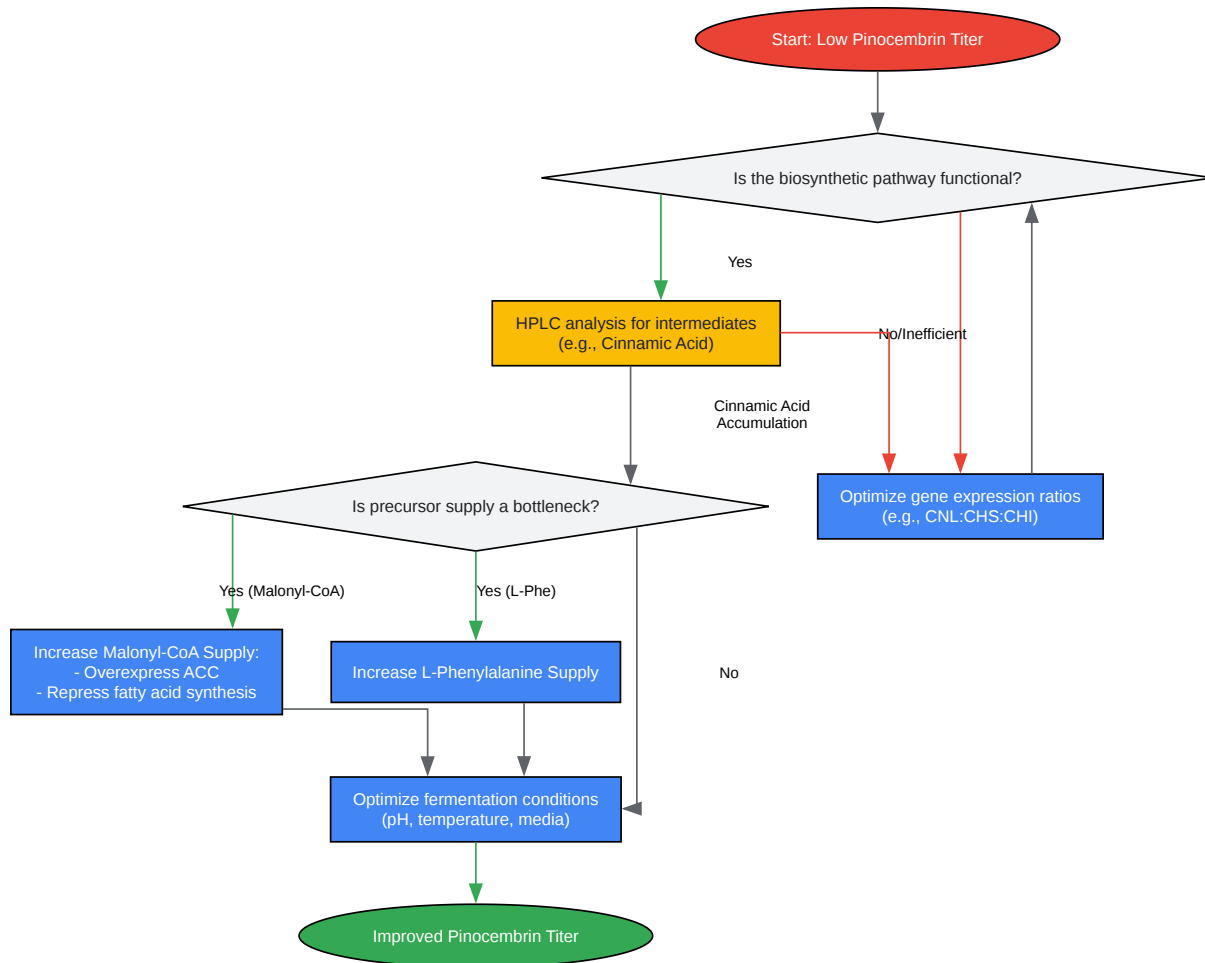 Start: Low Pinocembrin Titer
Is the biosynthetic pathway functional?
Yes
HPLC analysis for intermediates
(e.g., Cinnamic Acid)
No/Inefficient
Cinnamic Acid
Accumulation
Optimize gene expression ratios
(e.g., CNL:CHS:CHI)
Is precursor supply a bottleneck?
Yes (Malonyl-CoA)
Yes (L-Phe)
Increase Malonyl-CoA Supply:
- Overexpress ACC
- Repress fatty acid synthesis
Increase L-Phenylalanine Supply
No
Optimize fermentation conditions
(pH, temperature, media)
Improved Pinocembrin Titer